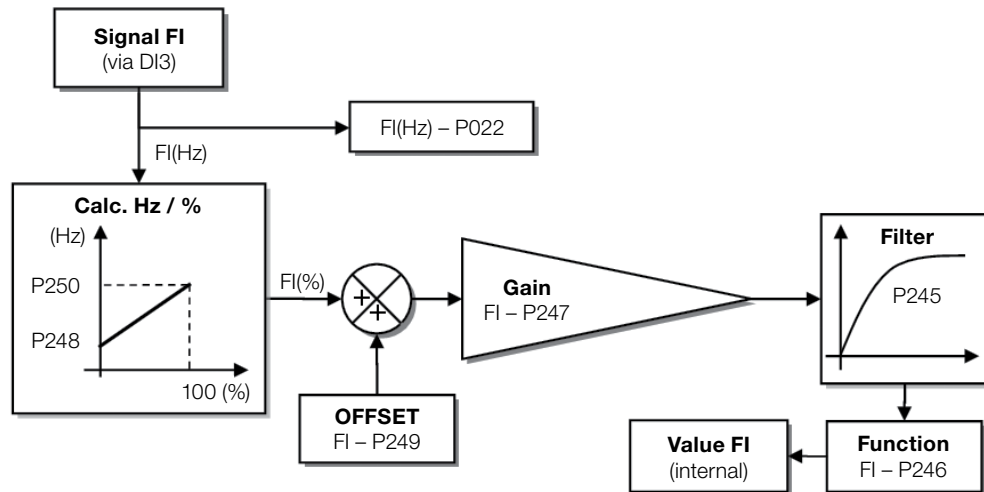 Signal FI
(via DI3)
FI(Hz) – P022
FI(Hz)
Calc. Hz / %
(Hz)
P250
P248
100 (%)
FI(%)
+
+
OFFSET
FI – P249
Gain
FI – P247
Filter
P245
Function
FI – P246
Value FI
(internal)